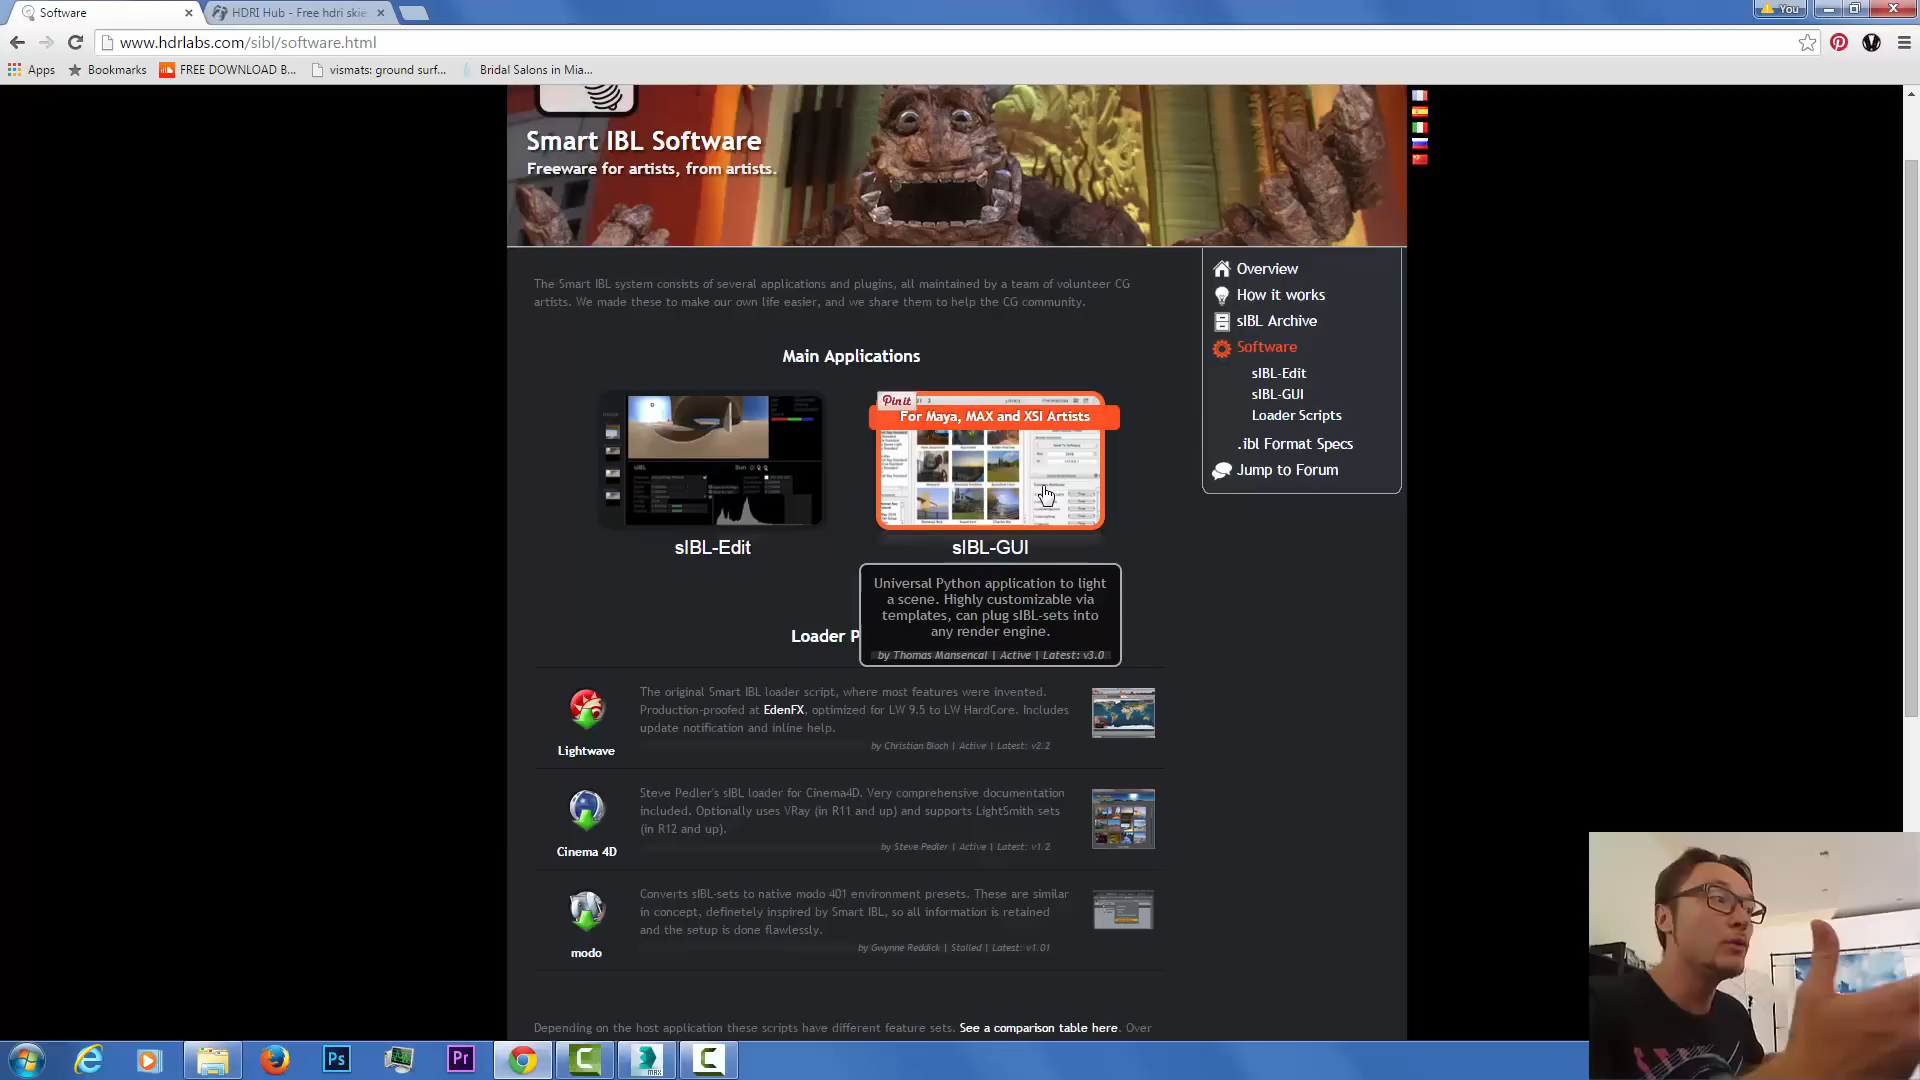 Software
HDRI Hub - Free hdri skie
You
www.hdrlabs.com/sibl/software.html
Apps
Bookmarks
FREE DOWNLOAD B...
vismats: ground surf...
Bridal Salons in Mia...
Smart IBL Software
Freeware for artists, from artists.
The Smart IBL system consists of several applications and plugins, all maintained by a team of volunteer CG
artists. We made these to make our own life easier, and we share them to help the CG community.
Overview
How it works
sIBL Archive
Software
sIBL-Edit
sIBL-GUI
Loader Scripts
.ibl Format Specs
Jump to Forum
Main Applications
Pin it
For Maya, MAX and XSI Artists
sIBL-Edit
sIBL-GUI
Universal Python application to light
a scene. Highly customizable via
templates, can plug sIBL-sets into
any render engine.
by Thomas Mansencal | Active | Latest: v3.0
Loader P
The original Smart IBL loader script, where most features were invented.
Production-proofed at EdenFX, optimized for LW 9.5 to LW HardCore. Includes
update notification and inline help.
by Christian Bloch | Active | Latest: v2.2
Lightwave
Steve Pedler's sIBL loader for Cinema4D. Very comprehensive documentation
included. Optionally uses VRay (in R11 and up) and supports LightSmith sets
(in R12 and up).
by Steve Pedler | Active | Latest: v1.2
Cinema 4D
Converts sIBL-sets to native modo 401 environment presets. These are similar
in concept, definetely inspired by Smart IBL, so all information is retained
and the setup is done flawlessly.
by Gwynne Reddick | Stalled | Latest: v1.01
modo
Depending on the host application these scripts have different feature sets. See a comparison table here. Over
Ps
Pr
MAX